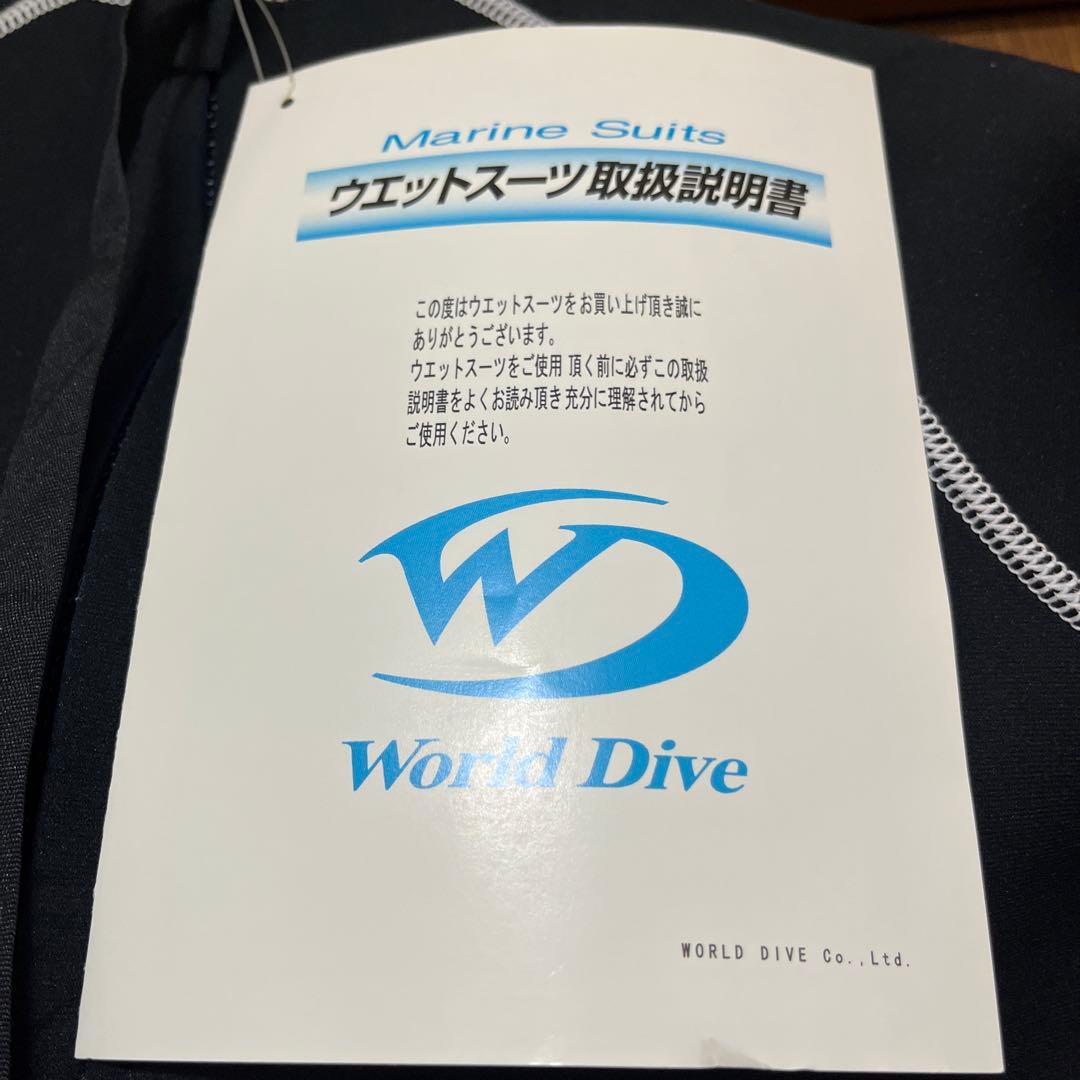 Marine Suits
ウエットスーツ取扱説明書
この度はウエットスーツをお買い上げ頂き誠に
ありがとうございます。
ウエットスーツをご使用 頂く前に必ずこの取扱
説明書をよくお読み頂き 充分に理解されてから
ご使用ください。
WD
World Dive
WORLD DIVE Co.,Ltd.